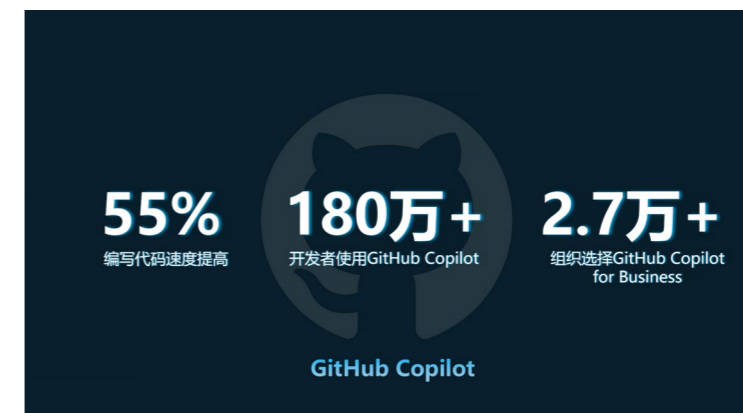 55%
编写代码速度提高
180万+
开发者使用GitHub Copilot
2.7万+
组织选择GitHub Copilot
for Business
GitHub Copilot